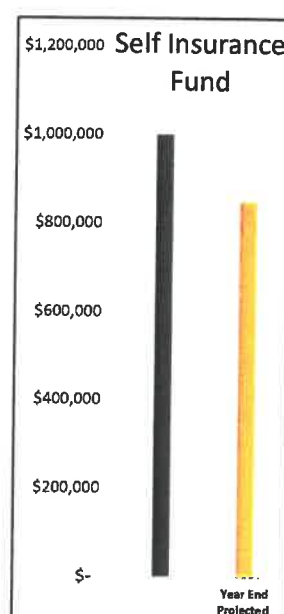 Self Insurance
Fund
$1,200,000
$1,000,000
$800,000
$600,000
$400,000
$200,000
$-
Year End
Projected